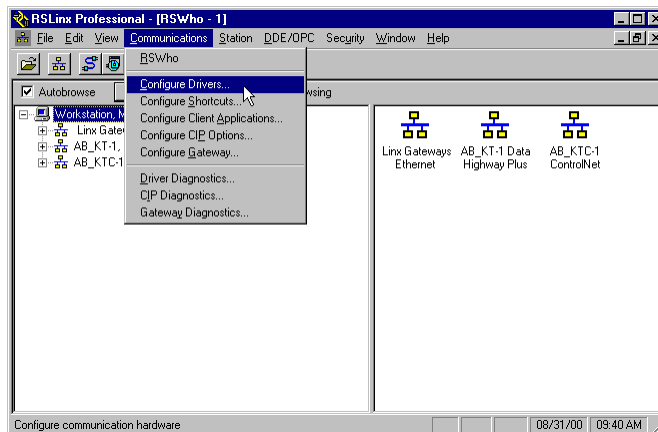 RSLinx Professional - [RSWho - 1]
File Edit View Communications Station DDE/OPC Security Window Help
RSWho
Configure Drivers...
Configure Shortcuts...
Configure Client Applications...
Configure CIP Options...
Configure Gateway...
Driver Diagnostics...
CIP Diagnostics...
Gateway Diagnostics...
Autobrowse
Workstation,
Linx
AB_KT-1,
AB_KTC-1
Linx Gateways
Ethernet
AB_KT-1 Data
Highway Plus
AB_KTC-1
ControlNet
Configure communication hardware
08/31/00 09:40 AM